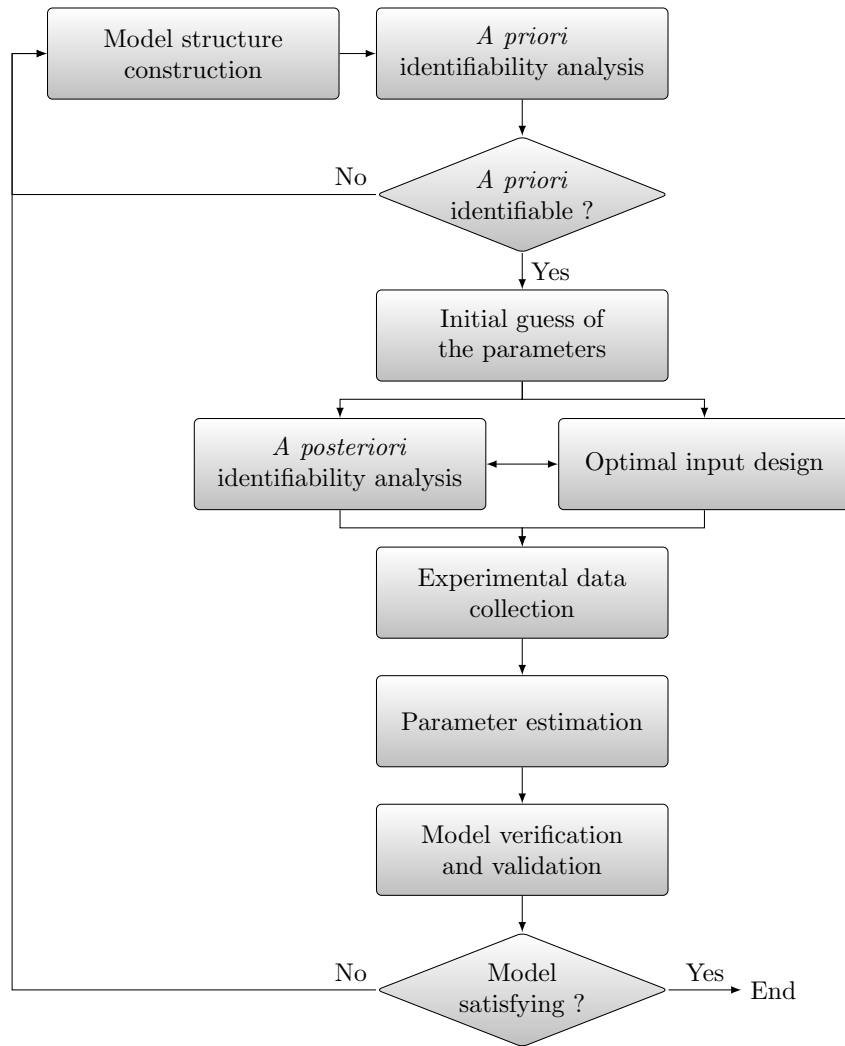 Model structure
construction
A priori
identifiability analysis
No
A priori
identifiable ?
Yes
Initial guess of
the parameters
A posteriori
identifiability analysis
Optimal input design
Experimental data
collection
Parameter estimation
Model verification
and validation
No
Model
satisfying ?
Yes
End